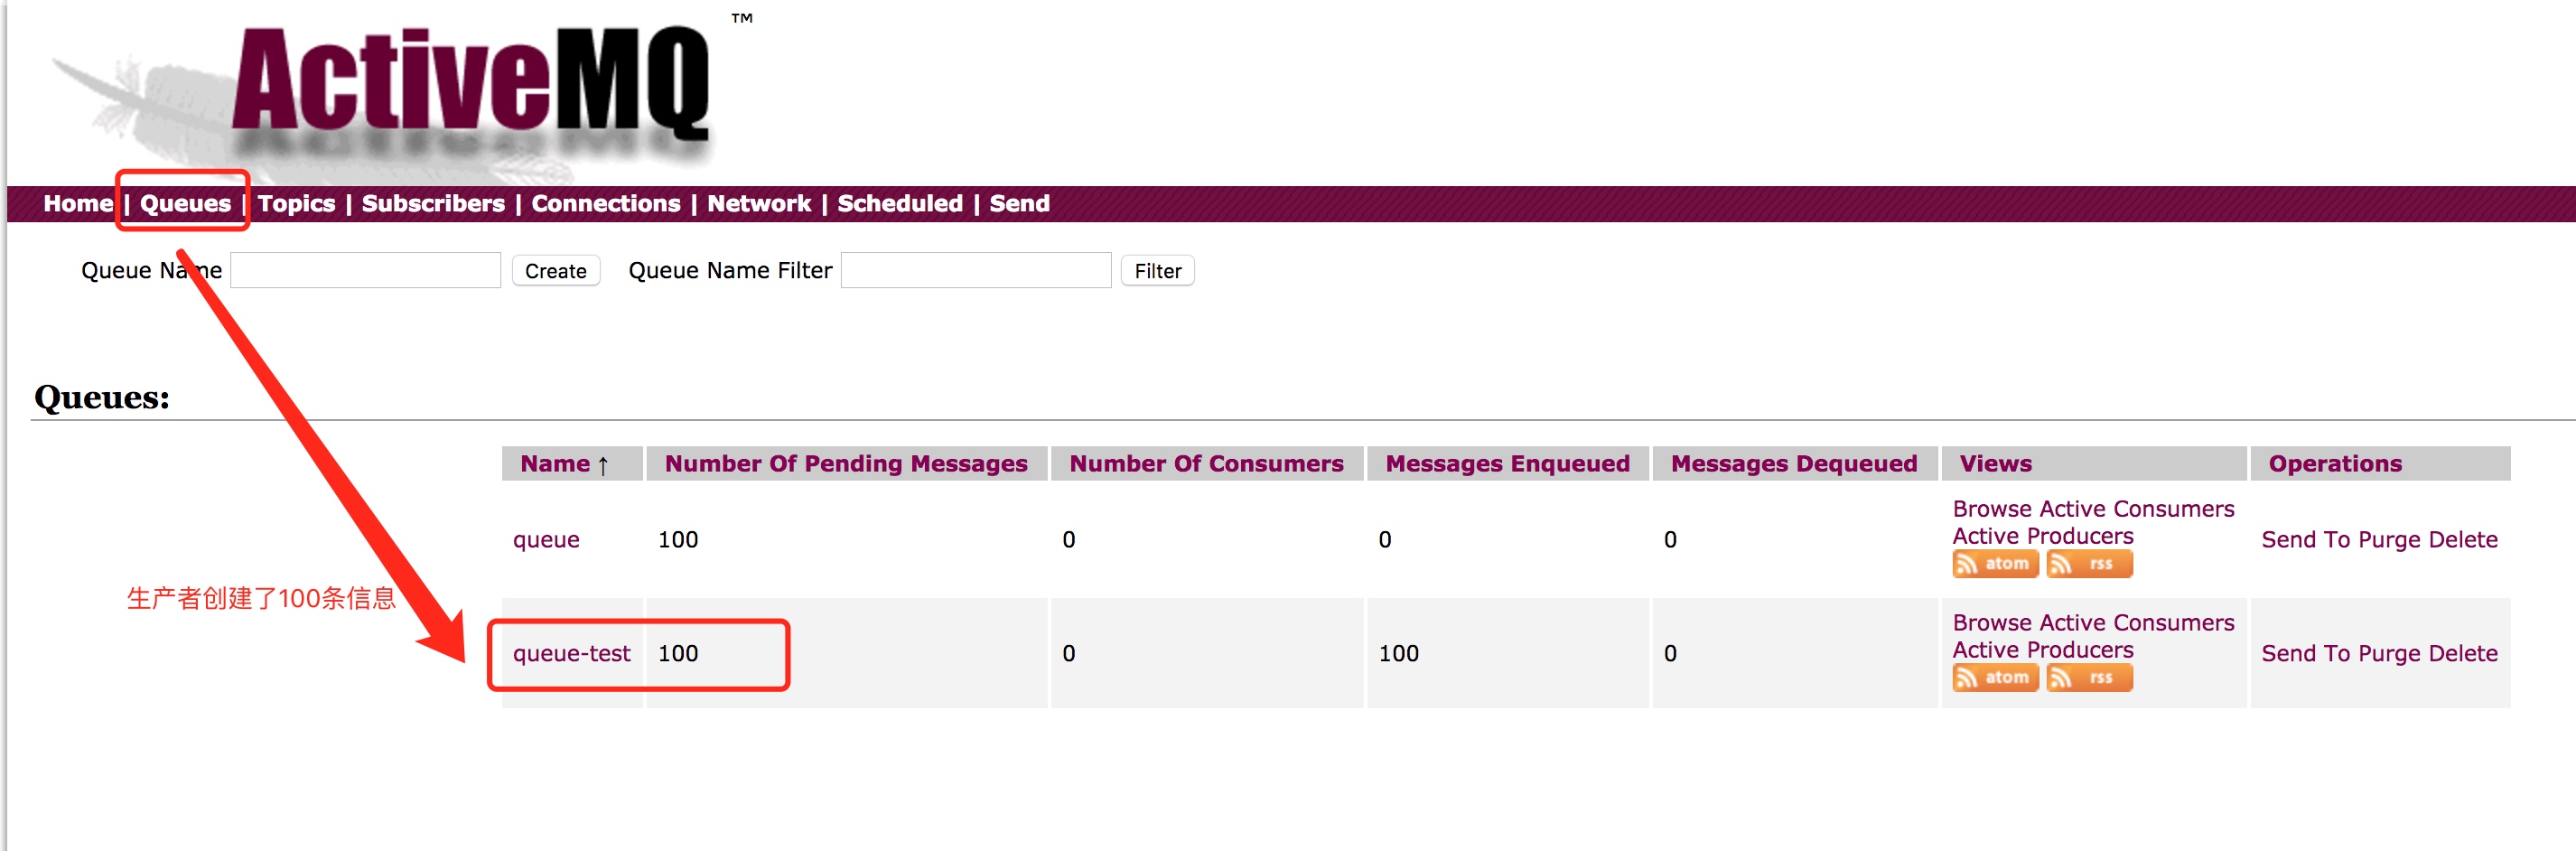 ActiveMQ™
Home | Queues | Topics | Subscribers | Connections | Network | Scheduled | Send
Queue Name Create Queue Name Filter Filter
Queues:
Name ↑ Number Of Pending Messages Number Of Consumers Messages Enqueued Messages Dequeued Views Operations
queue 100 0 0 0 Browse Active Consumers Active Producers atom rss Send To Purge Delete
生产者创建了100条信息
queue-test 100 0 100 0 Browse Active Consumers Active Producers atom rss Send To Purge Delete